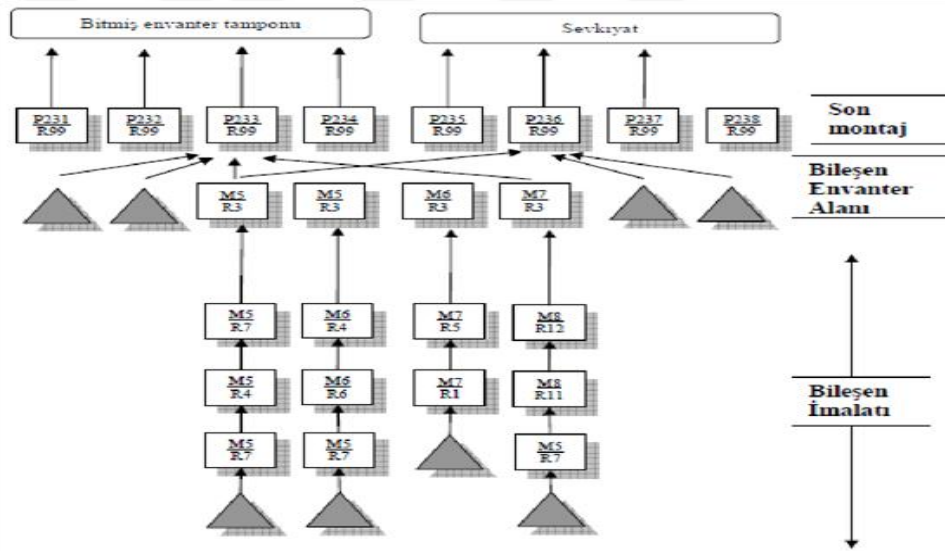 Bitmiş envanter tamponu
Sevkıyat
P231 P232 P233 P234 P235 P236 P237 P238
R99 R99 R99 R99 R99 R99 R99 R99
Son
montaj
M5 M5 M6 M7
R3 R3 R3 R3
Bileşen
Envanter
Alanı
M5 M6 M7 M8
R7 R4 R5 R12
M5 M6 M7 M8
R4 R6 R1 R11
Bileşen
İmalatı
M5 M5 M5
R7 R7 R7